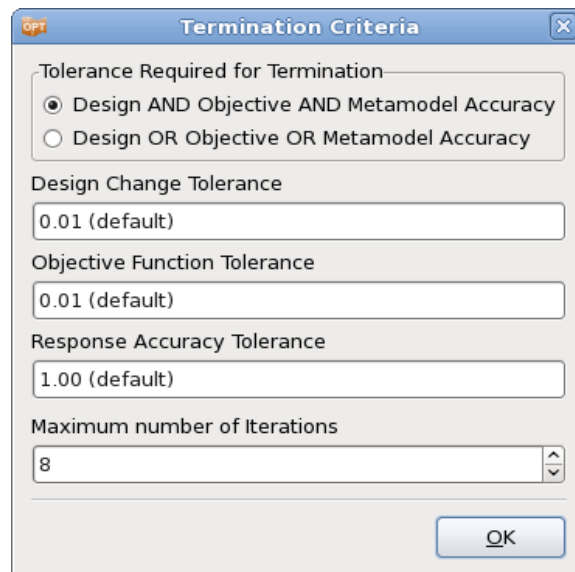 OPT
Termination Criteria
Tolerance Required for Termination
Design AND Objective AND Metamodel Accuracy
Design OR Objective OR Metamodel Accuracy
Design Change Tolerance
0.01 (default)
Objective Function Tolerance
0.01 (default)
Response Accuracy Tolerance
1.00 (default)
Maximum number of Iterations
8
OK